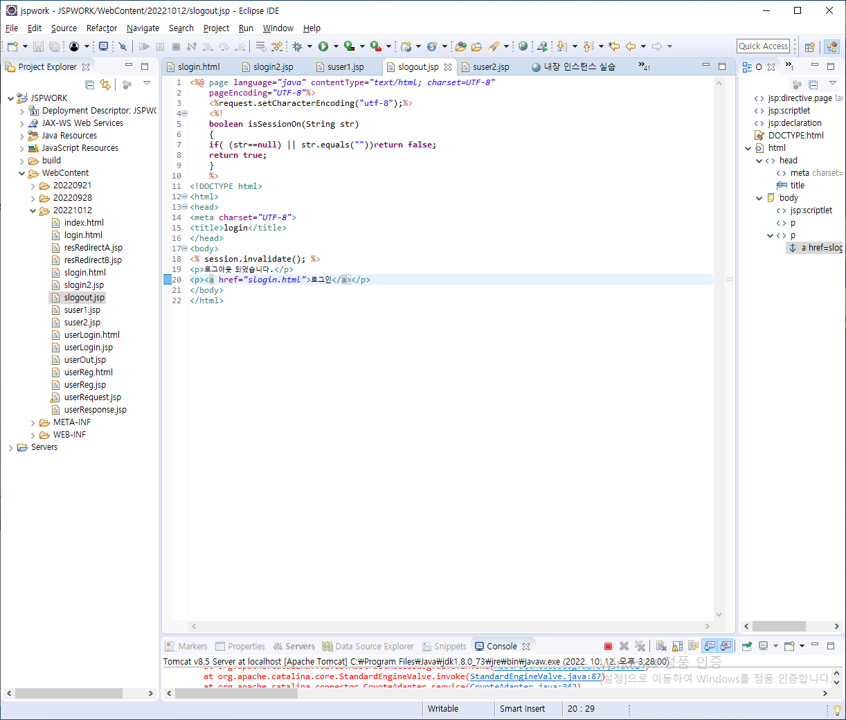 jspwork - JSPWORK/WebContent/20221012/slogout.jsp - Eclipse IDE
File Edit Source Refactor Navigate Search Project Run Window Help
Quick Access
Project Explorer
JSPWORK
Deployment Descriptor: JSPWC
JAX-WS Web Services
Java Resources
JavaScript Resources
build
WebContent
20220921
20220928
20221012
index.html
login.html
resRedirectA.jsp
resRedirectB.jsp
slogin.html
slogin2.jsp
slogout.jsp
suser1.jsp
suser2.jsp
userLogin.html
userLogin.jsp
userOut.jsp
userReg.html
userReg.jsp
userRequest.jsp
userResponse.jsp
META-INF
WEB-INF
Servers
slogin.html slogin2.jsp suser1.jsp slogout.jsp suser2.jsp 내장 인스턴스 실습 »41
1 <%@ page language="java" contentType="text/html; charset=UTF-8"
2 pageEncoding="UTF-8"%>
3 <%request.setCharacterEncoding("utf-8");%>
4 <%!
5 boolean isSessionOn(String str)
6 {
7 if( (str==null) || str.equals(""))return false;
8 return true;
9 }
10 %>
11 <!DOCTYPE html>
12 <html>
13 <head>
14 <meta charset="UTF-8">
15 <title>login</title>
16 </head>
17 <body>
18 <% session.invalidate(); %>
19 <p>로그아웃 되었습니다.</p>
20 <p><a href="slogin.html">로그인</a></p>
21 </body>
22 </html>
O »1
jsp:directive.page lan
jsp:scriptlet
jsp:declaration
DOCTYPE:html
html
head
meta charset=
title
body
jsp:scriptlet
p
p
a href=slog
Markers Properties Servers Data Source Explorer Snippets Console
Tomcat v8.5 Server at localhost [Apache Tomcat] C:₩Program Files₩Java₩jdk1.8.0_73₩jre₩bin₩javaw.exe (2022. 10. 12. 오후 3:28:00)
정품 인증
at org.apache.catalina.core.StandardEngineValve.invoke(StandardEngineValve.java:87)
[설정]으로 이동하여 Windows를 정품 인증합니다.
at org.apache.catalina.connector.CoyoteAdapter.service(CoyoteAdapter.java:342)
Writable Smart Insert 20 : 29